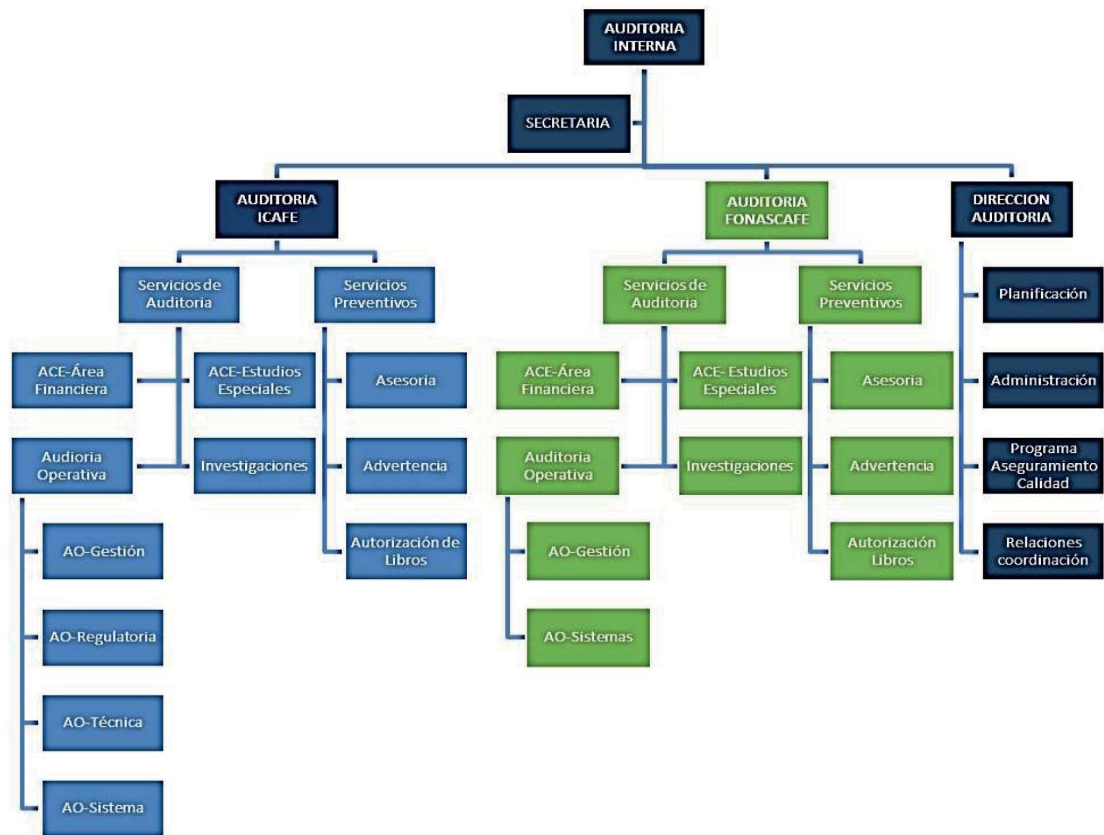 AUDITORIA
INTERNA
SECRETARIA
AUDITORIA
ICAFE
AUDITORIA
FONASCAFE
DIRECCION
AUDITORIA
Servicios de
Auditoria
Servicios
Preventivos
Servicios de
Auditoria
Servicios
Preventivos
Planificación
ACE-Área
Financiera
ACE-Estudios
Especiales
Asesoria
ACE-Área
Financiera
ACE- Estudios
Especiales
Asesoria
Administración
Audioria
Operativa
Investigaciones
Advertencia
Auditoria
Operativa
Investigaciones
Advertencia
Programa
Aseguramiento
Calidad
AO-Gestión
Autorización de
Libros
AO-Gestión
Autorización
Libros
Relaciones
coordinación
AO-Regulatoria
AO-Sistemas
AO-Técnica
AO-Sistema